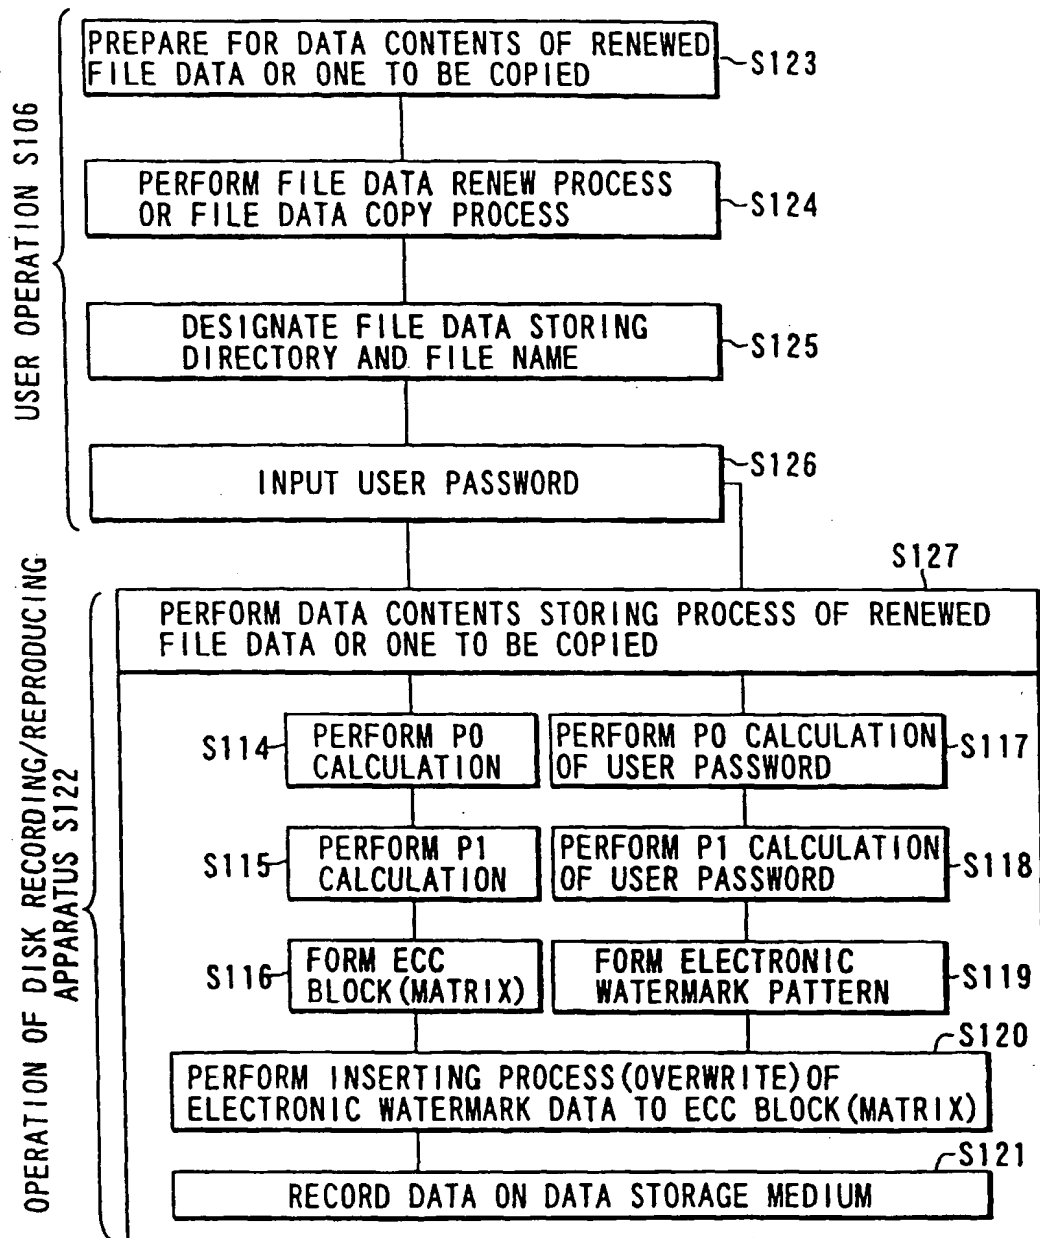 USER OPERATION S106
PREPARE FOR DATA CONTENTS OF RENEWED
FILE DATA OR ONE TO BE COPIED
S123
PERFORM FILE DATA RENEW PROCESS
OR FILE DATA COPY PROCESS
S124
DESIGNATE FILE DATA STORING
DIRECTORY AND FILE NAME
S125
INPUT USER PASSWORD
S126
OPERATION OF DISK RECORDING/REPRODUCING
APPARATUS S122
S127
PERFORM DATA CONTENTS STORING PROCESS OF RENEWED
FILE DATA OR ONE TO BE COPIED
S114
PERFORM P0
CALCULATION
PERFORM P0 CALCULATION
OF USER PASSWORD
S117
S115
PERFORM P1
CALCULATION
PERFORM P1 CALCULATION
OF USER PASSWORD
S118
S116
FORM ECC
BLOCK(MATRIX)
FORM ELECTRONIC
WATERMARK PATTERN
S119
S120
PERFORM INSERTING PROCESS(OVERWRITE)OF
ELECTRONIC WATERMARK DATA TO ECC BLOCK(MATRIX)
S121
RECORD DATA ON DATA STORAGE MEDIUM